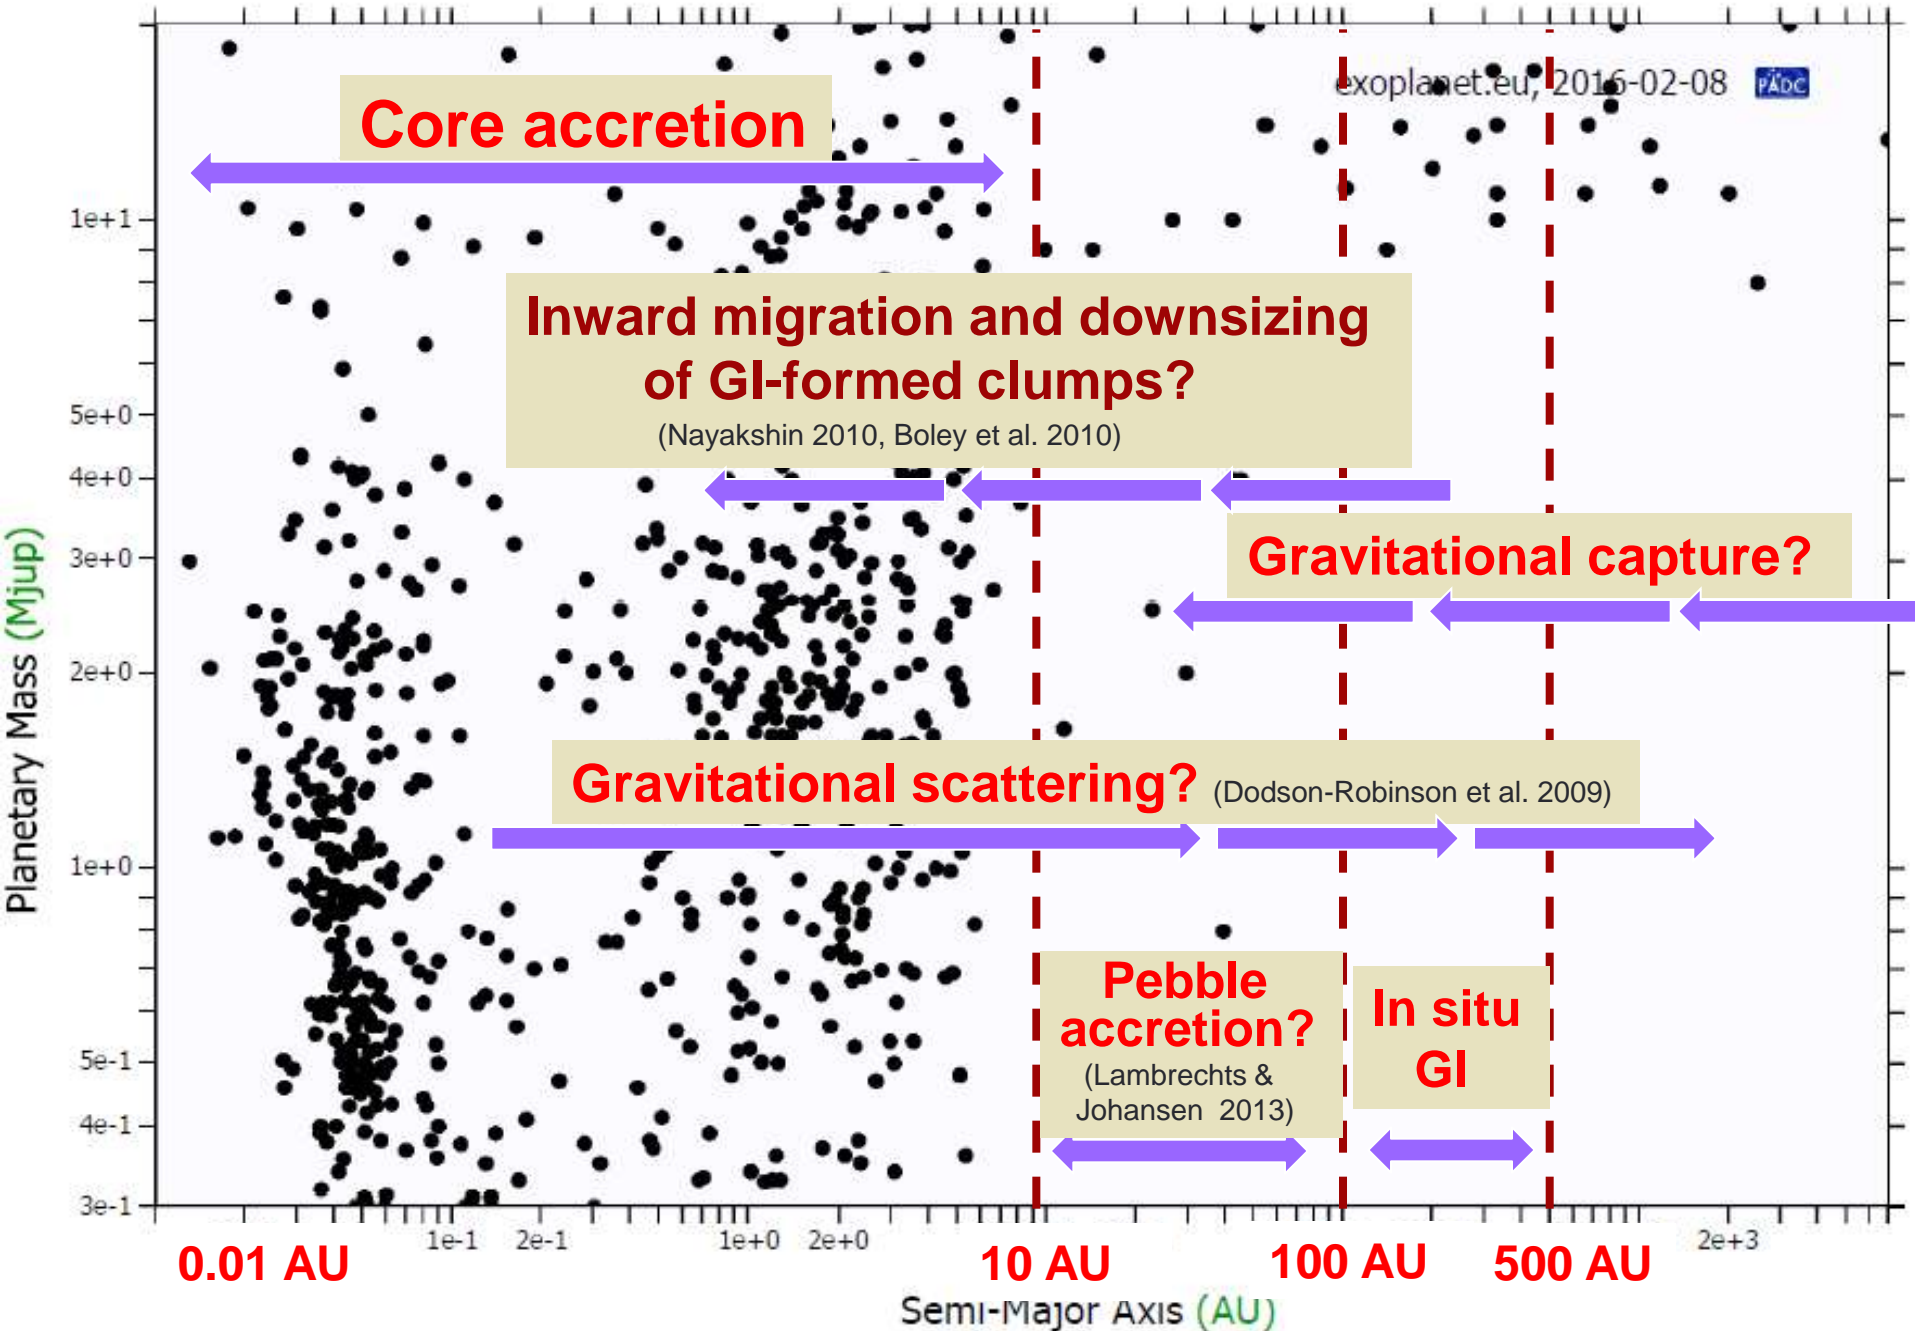 exoplanet.eu, 2016-02-08 PADC
Core accretion
1e+1
Inward migration and downsizing
of GI-formed clumps?
(Nayakshin 2010, Boley et al. 2010)
5e+0
4e+0
Gravitational capture?
3e+0
2e+0
Gravitational scattering? (Dodson-Robinson et al. 2009)
1e+0
Planetary Mass (Mjup)
Pebble
accretion?
(Lambrechts &
Johansen 2013)
In situ
GI
5e-1
4e-1
3e-1
1e-1 2e-1 1e+0 2e+0 2e+3
0.01 AU 10 AU 100 AU 500 AU
Semi-Major Axis (AU)